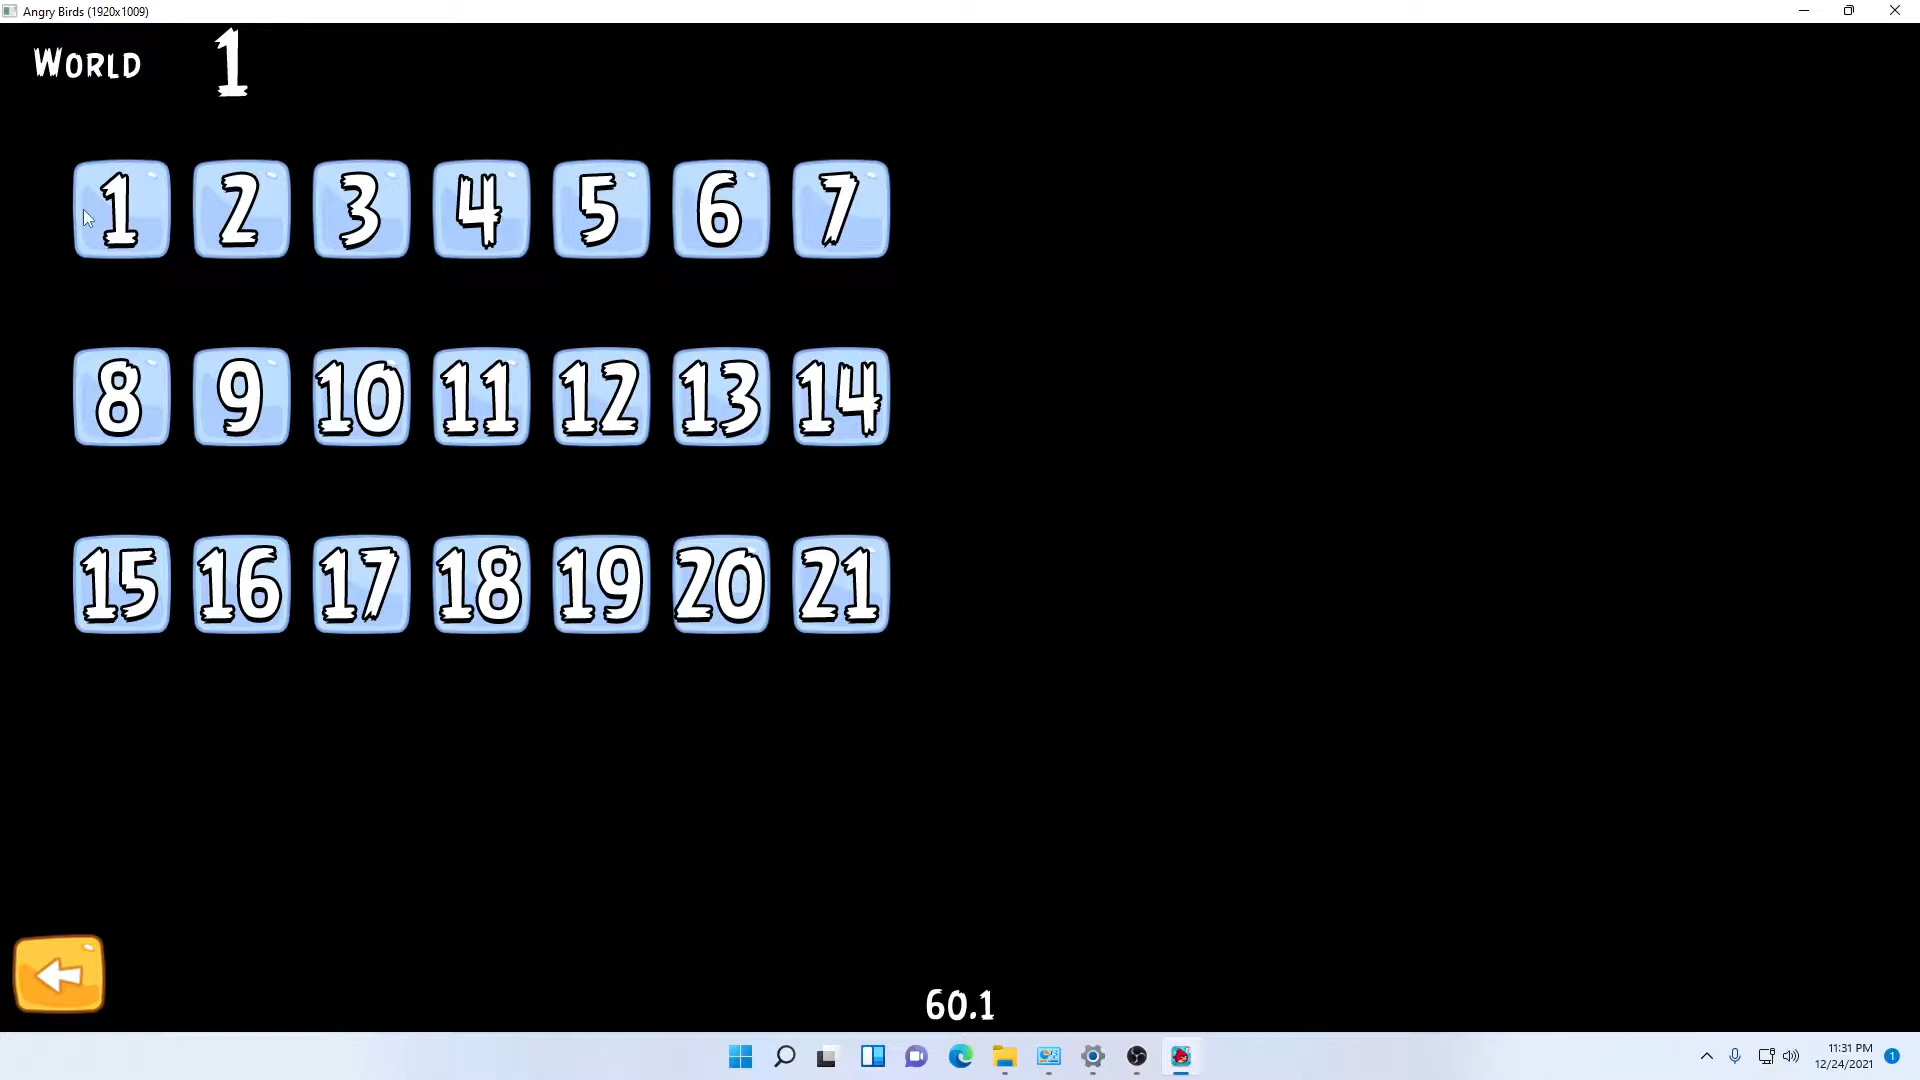 Angry Birds (1920x1009)
WORLD 1
1 2 3 4 5 6 7
8 9 10 11 12 13 14
15 16 17 18 19 20 21
60.1
11:31 PM
12/24/2021
1